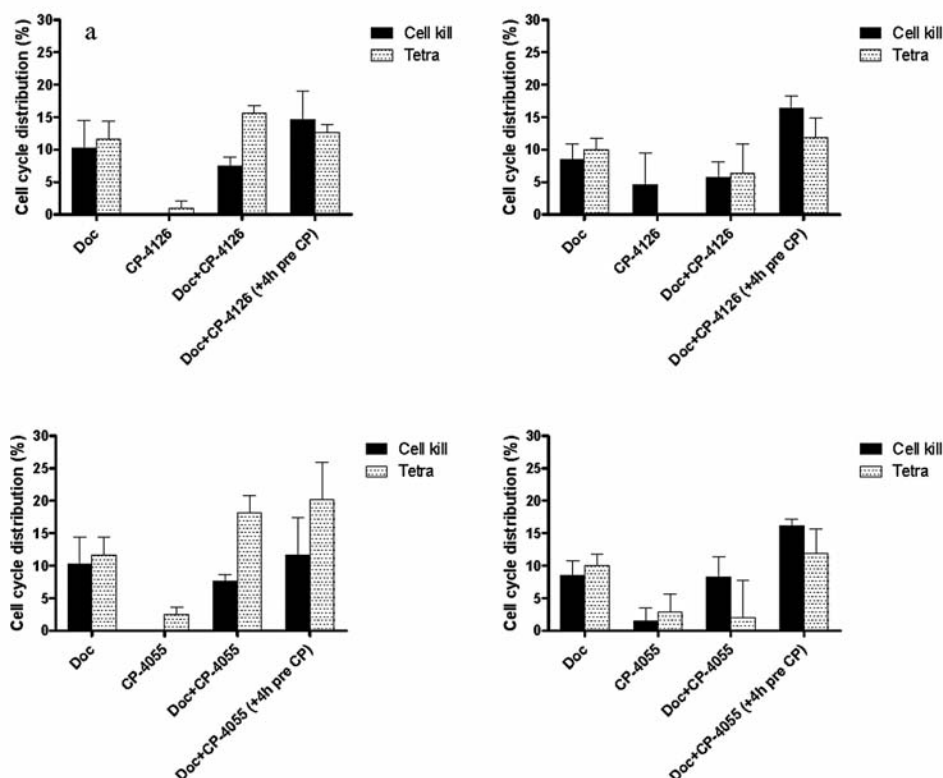 a
Cell kill
Tetra
Cell cycle distribution (%)
30
25
20
15
10
5
0
Doc
CP-4126
Doc+CP-4126
Doc+CP-4126 (+4h pre CP)
Cell kill
Tetra
Cell cycle distribution (%)
30
25
20
15
10
5
0
Doc
CP-4126
Doc+CP-4126
Doc+CP-4126 (+4h pre CP)
Cell kill
Tetra
Cell cycle distribution (%)
30
25
20
15
10
5
0
Doc
CP-4055
Doc+CP-4055
Doc+CP-4055 (+4h pre CP)
Cell kill
Tetra
Cell cycle distribution (%)
30
25
20
15
10
5
0
Doc
CP-4055
Doc+CP-4055
Doc+CP-4055 (+4h pre CP)